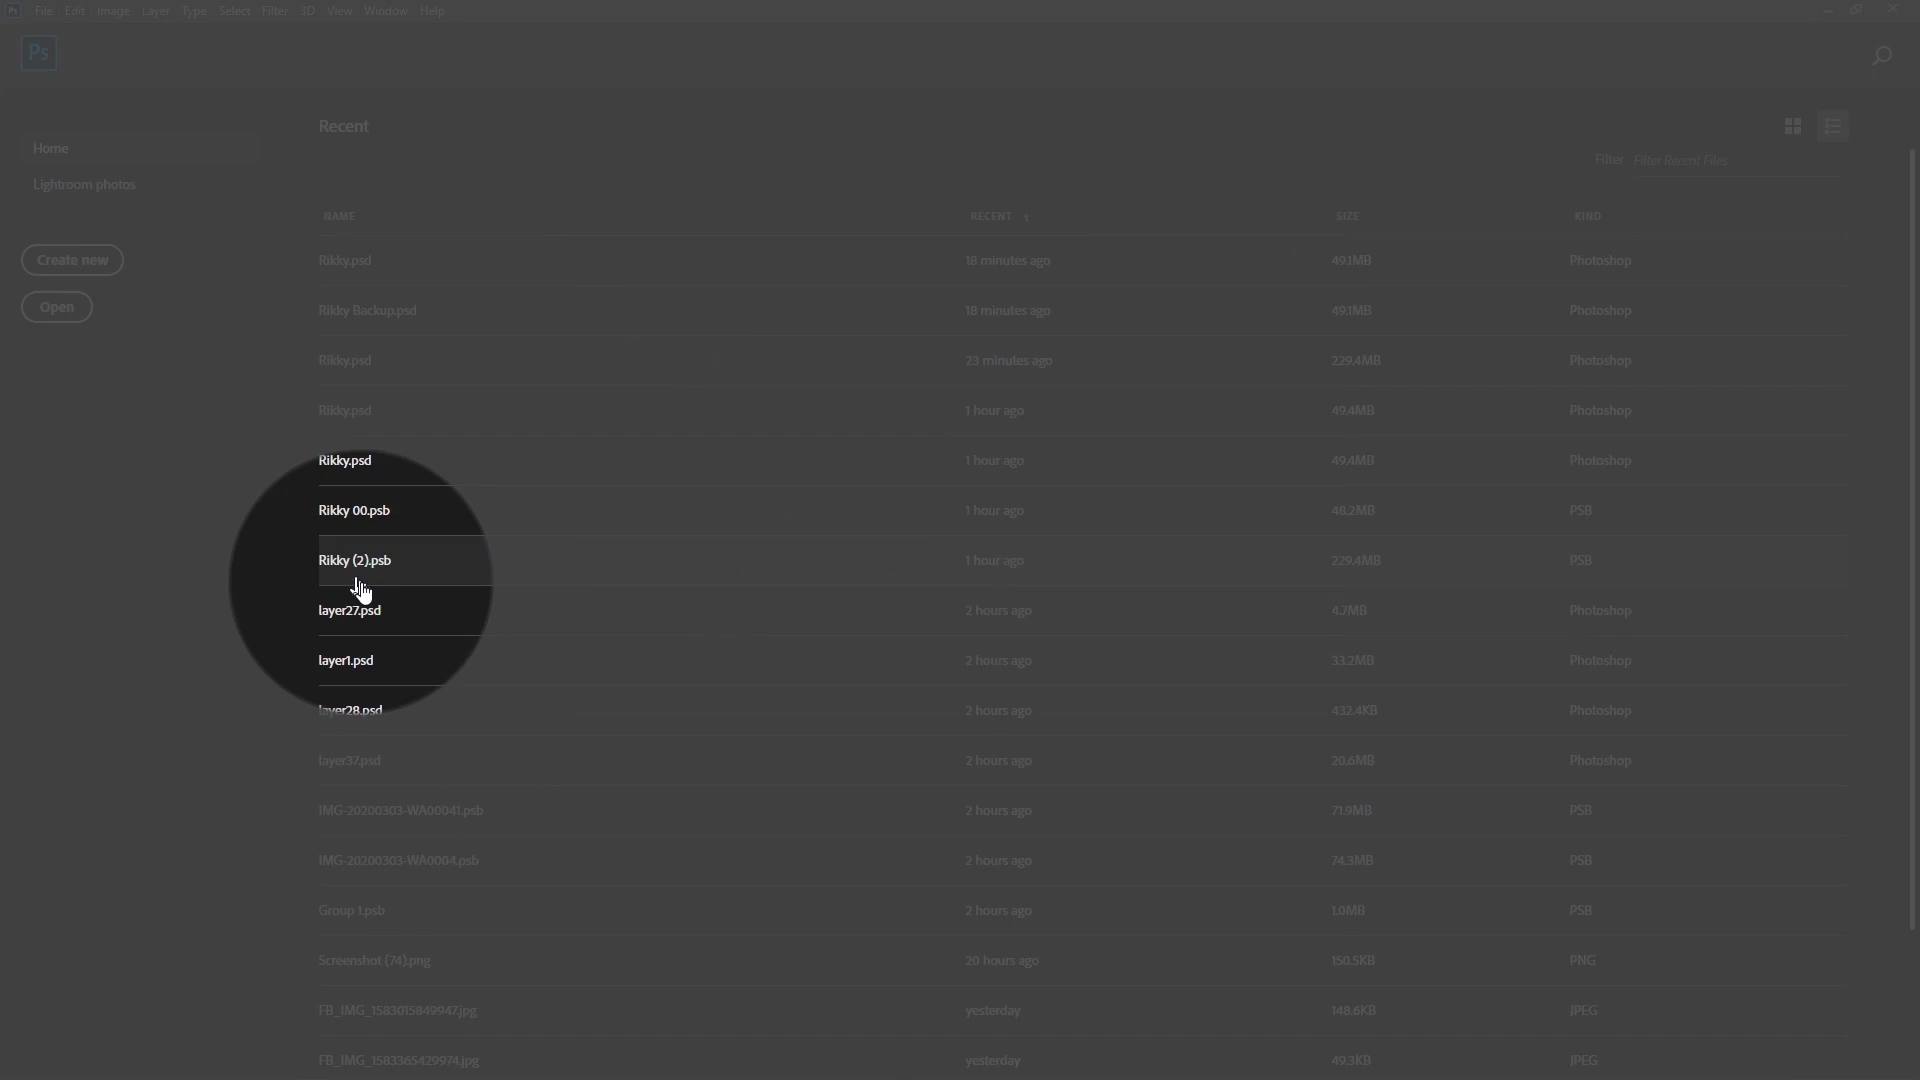 Ps File Edit Image Layer Type Select Filter 3D View Window Help
Ps
Recent
Home
Filter Filter Recent Files
Lightroom photos
NAME RECENT SIZE KIND
Create new
Rikky.psd 18 minutes ago 49.1MB Photoshop
Open
Rikky Backup.psd 18 minutes ago 49.1MB Photoshop
Rikky.psd 23 minutes ago 229.4MB Photoshop
Rikky.psd 1 hour ago 49.4MB Photoshop
Rikky.psd 1 hour ago 49.4MB Photoshop
Rikky 00.psb 1 hour ago 48.2MB PSB
Rikky (2).psb 1 hour ago 229.4MB PSB
layer27.psd 2 hours ago 4.7MB Photoshop
layer1.psd 2 hours ago 33.2MB Photoshop
layer28.psd 2 hours ago 432.4KB Photoshop
layer37.psd 2 hours ago 20.6MB Photoshop
IMG-20200303-WA00041.psb 2 hours ago 71.9MB PSB
IMG-20200303-WA0004.psb 2 hours ago 74.3MB PSB
Group 1.psb 2 hours ago 1.0MB PSB
Screenshot (74).png 20 hours ago 150.5KB PNG
FB_IMG_1583015849947.jpg yesterday 148.6KB JPEG
FB_IMG_1583365429974.jpg yesterday 49.3KB JPEG